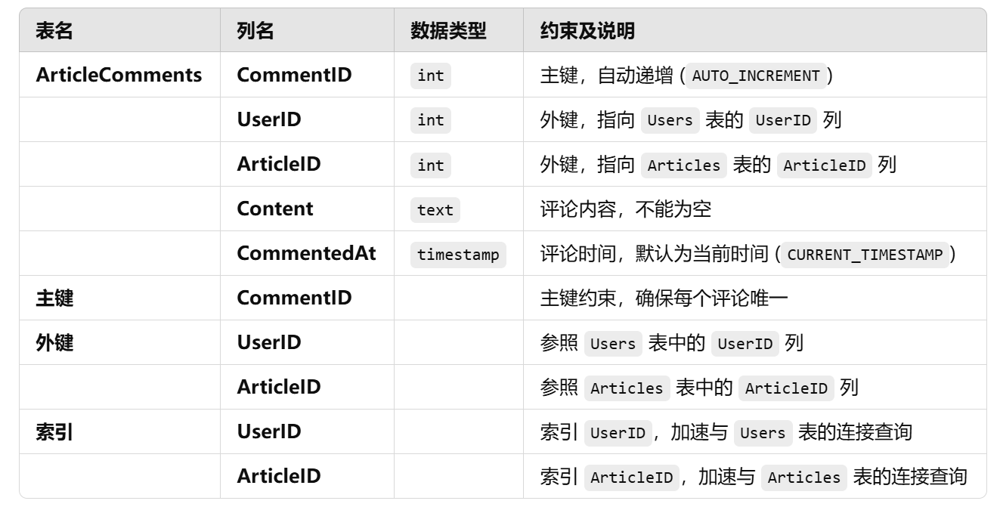 表名 列名 数据类型 约束及说明
ArticleComments CommentID int 主键，自动递增 (AUTO_INCREMENT)
UserID int 外键，指向 Users 表的 UserID 列
ArticleID int 外键，指向 Articles 表的 ArticleID 列
Content text 评论内容，不能为空
CommentedAt timestamp 评论时间，默认为当前时间 (CURRENT_TIMESTAMP)
主键 CommentID 主键约束，确保每个评论唯一
外键 UserID 参照 Users 表中的 UserID 列
ArticleID 参照 Articles 表中的 ArticleID 列
索引 UserID 索引 UserID，加速与 Users 表的连接查询
ArticleID 索引 ArticleID，加速与 Articles 表的连接查询